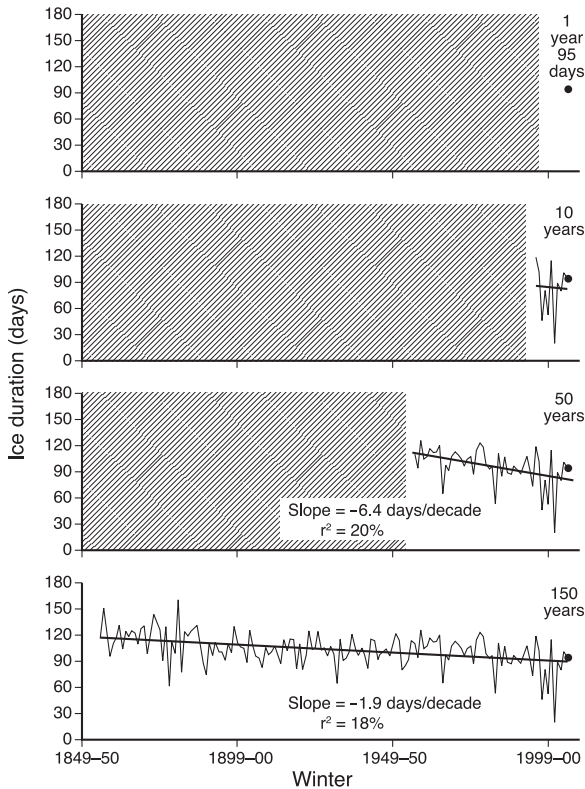 180
150
120
90
60
30
0
1
year
95
days
180
150
120
90
60
30
0
10
years
180
150
120
90
60
30
0
50
years
Slope = −6.4 days/decade
r² = 20%
180
150
120
90
60
30
0
150
years
Slope = −1.9 days/decade
r² = 18%
Ice duration (days)
1849–50 1899–00 1949–50 1999–00
Winter